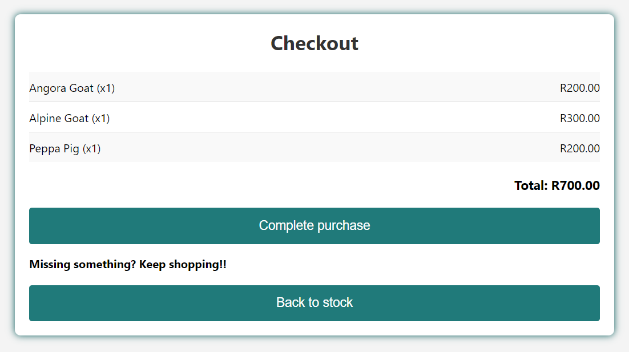 Checkout
Angora Goat (x1) R200.00
Alpine Goat (x1) R300.00
Peppa Pig (x1) R200.00
Total: R700.00
Complete purchase
Missing something? Keep shopping!!
Back to stock